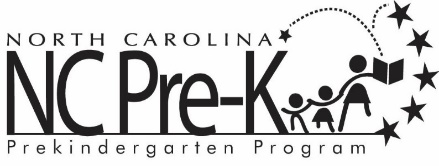 NORTH CAROLINA
NC Pre-K
Prekindergarten Program